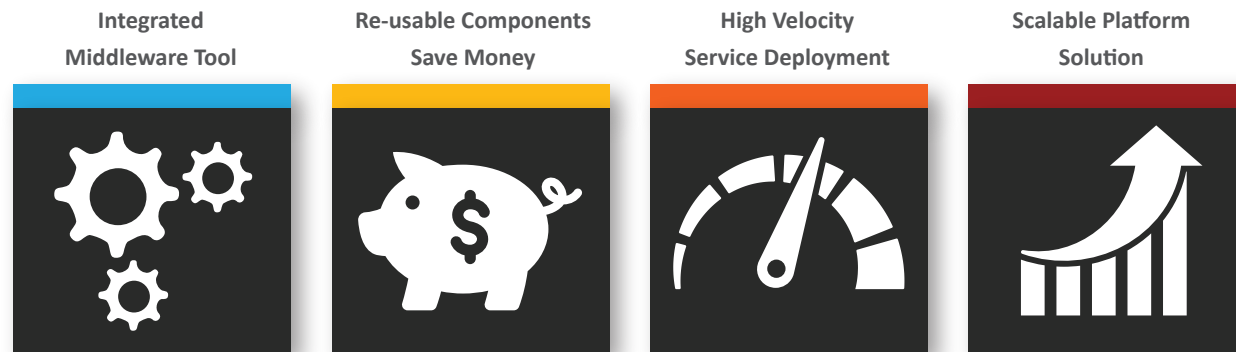 Integrated
Middleware Tool
Re-usable Components
Save Money
High Velocity
Service Deployment
Scalable Platform
Solution
$